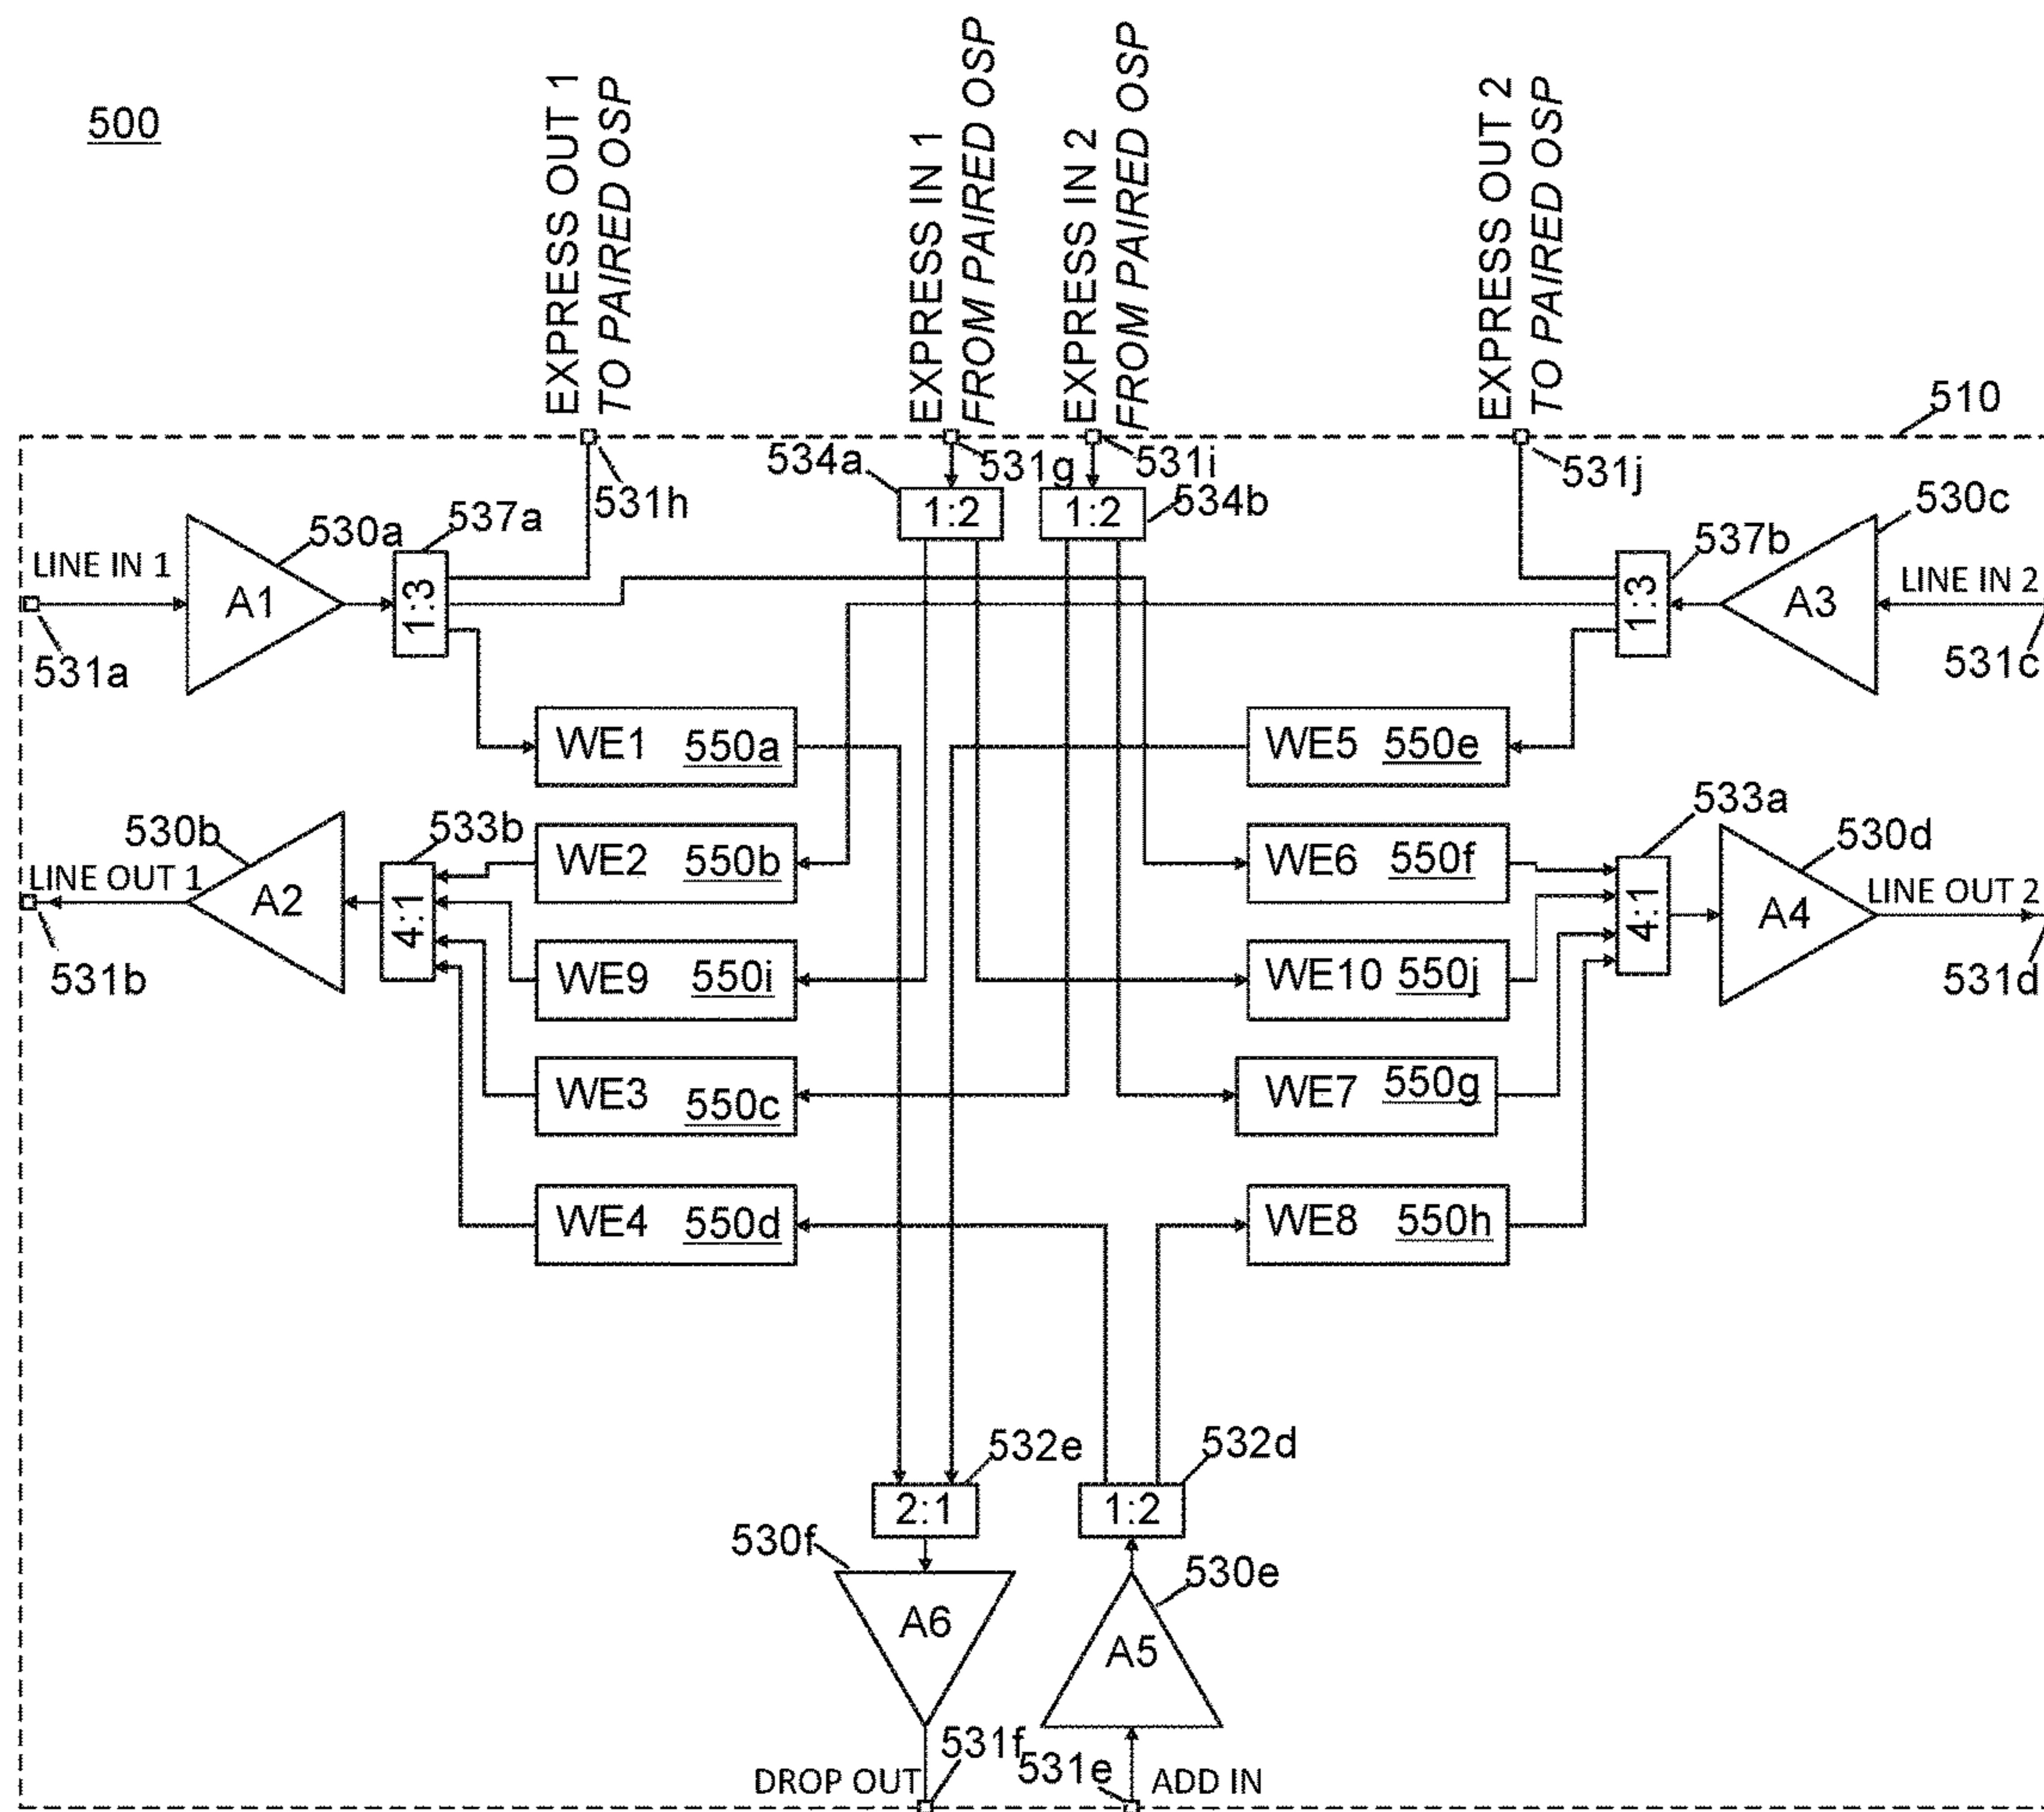 500
EXPRESS OUT 1
TO PAIRED OSP
EXPRESS IN 1
FROM PAIRED OSP
EXPRESS IN 2
FROM PAIRED OSP
EXPRESS OUT 2
TO PAIRED OSP
510
534a
531g
531i
534b
531h
531j
530c
530a
537a
537b
1:2
1:2
LINE IN 1
A1
1:3
1:3
A3
LINE IN 2
531a
531c
WE1 550a
WE5 550e
533a
530b
533b
530d
WE2 550b
WE6 550f
LINE OUT 1
A2
4:1
4:1
A4
LINE OUT 2
531b
531d
WE9 550i
WE10 550j
WE3 550c
WE7 550g
WE4 550d
WE8 550h
532e
532d
2:1
1:2
530f
530e
A6
A5
531f
531e
DROP OUT
ADD IN